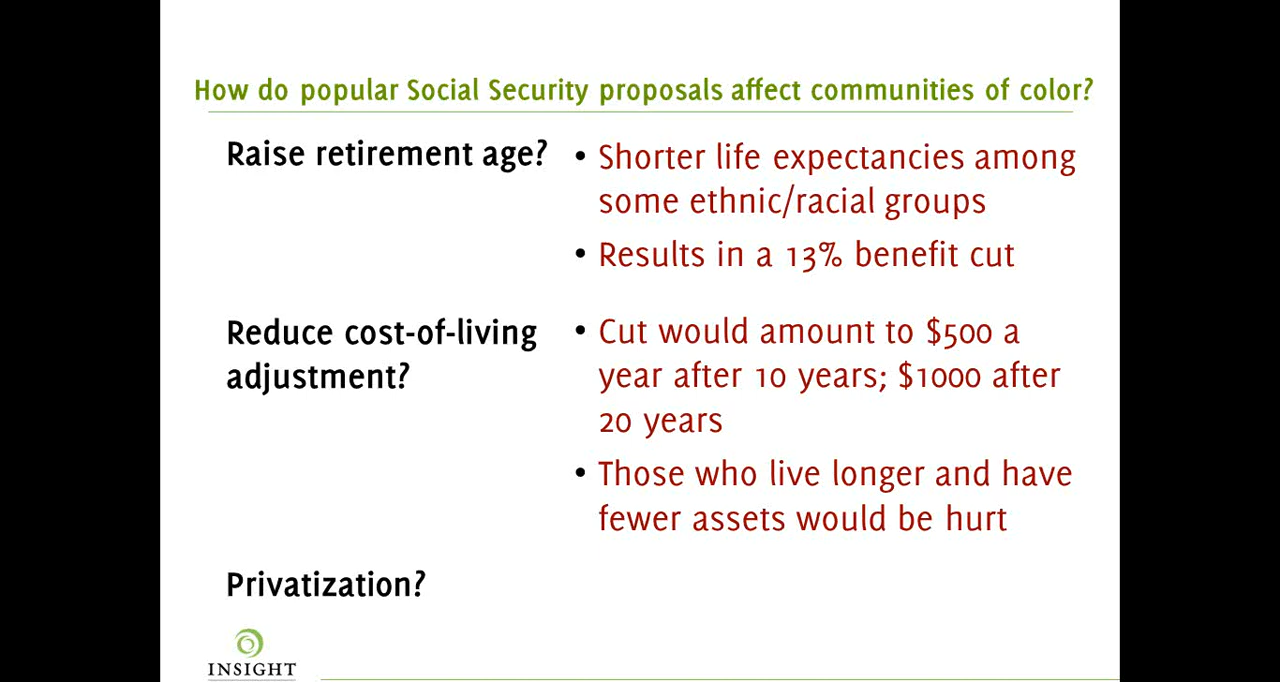 How do popular Social Security proposals affect communities of color?
Raise retirement age?
• Shorter life expectancies among
some ethnic/racial groups
• Results in a 13% benefit cut
Reduce cost-of-living
adjustment?
• Cut would amount to $500 a
year after 10 years; $1000 after
20 years
• Those who live longer and have
fewer assets would be hurt
Privatization?
INSIGHT